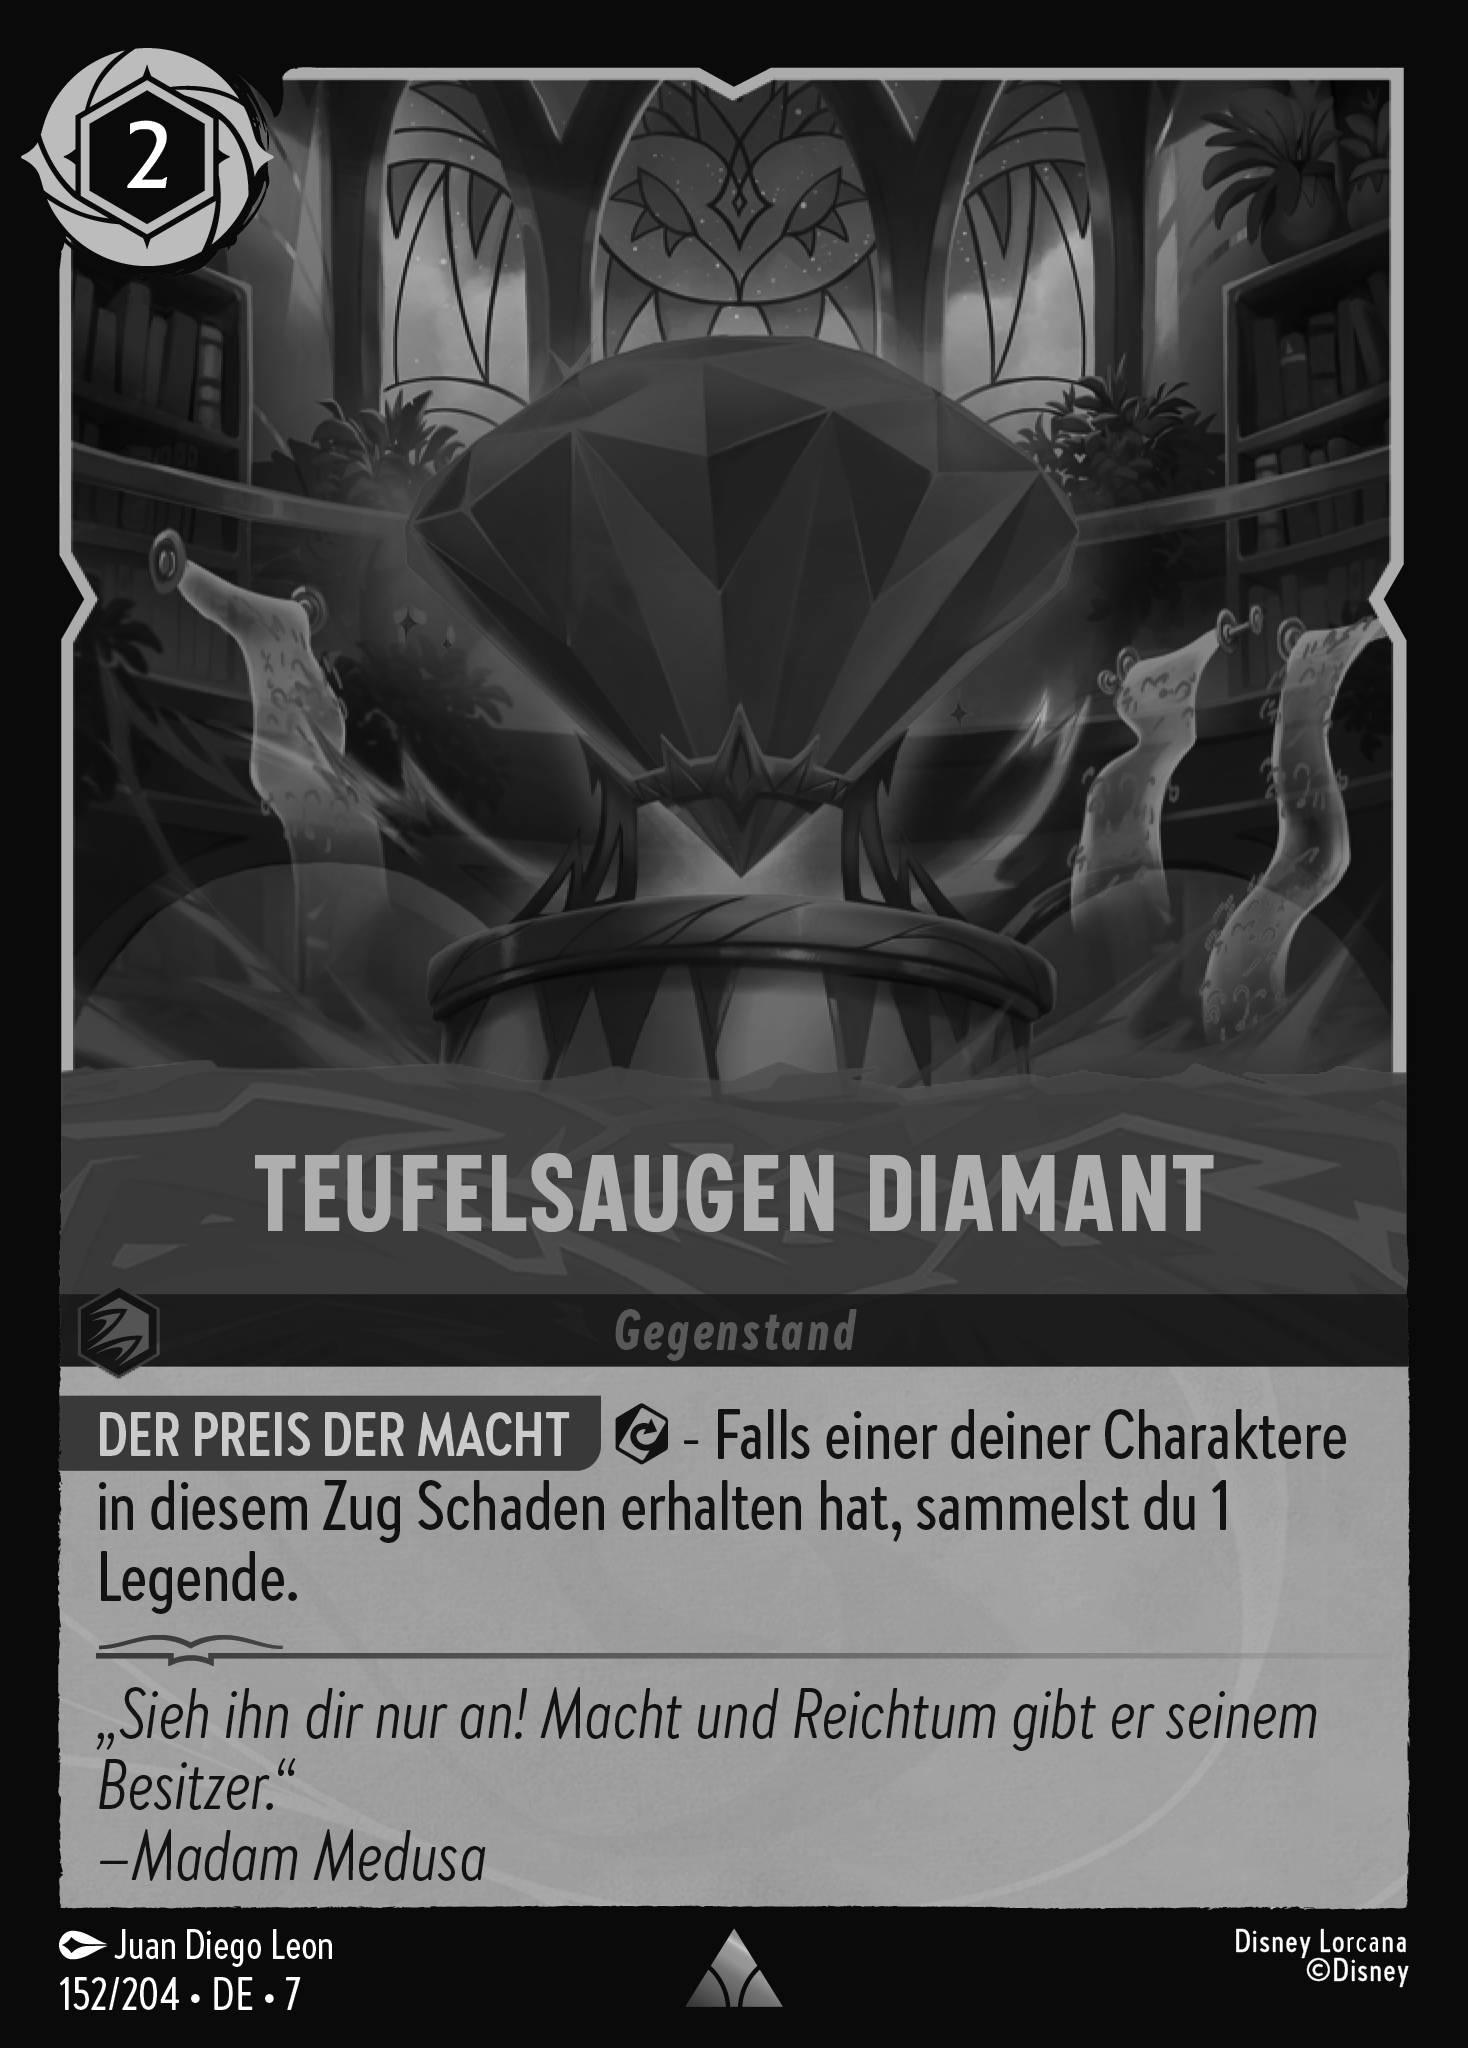 2
TEUFELSAUGEN DIAMANT
Gegenstand
DER PREIS DER MACHT - Falls einer deiner Charaktere
in diesem Zug Schaden erhalten hat, sammelst du 1
Legende.
„Sieh ihn dir nur an! Macht und Reichtum gibt er seinem
Besitzer.“
–Madam Medusa
Juan Diego Leon
152/204 • DE • 7
Disney Lorcana
©Disney